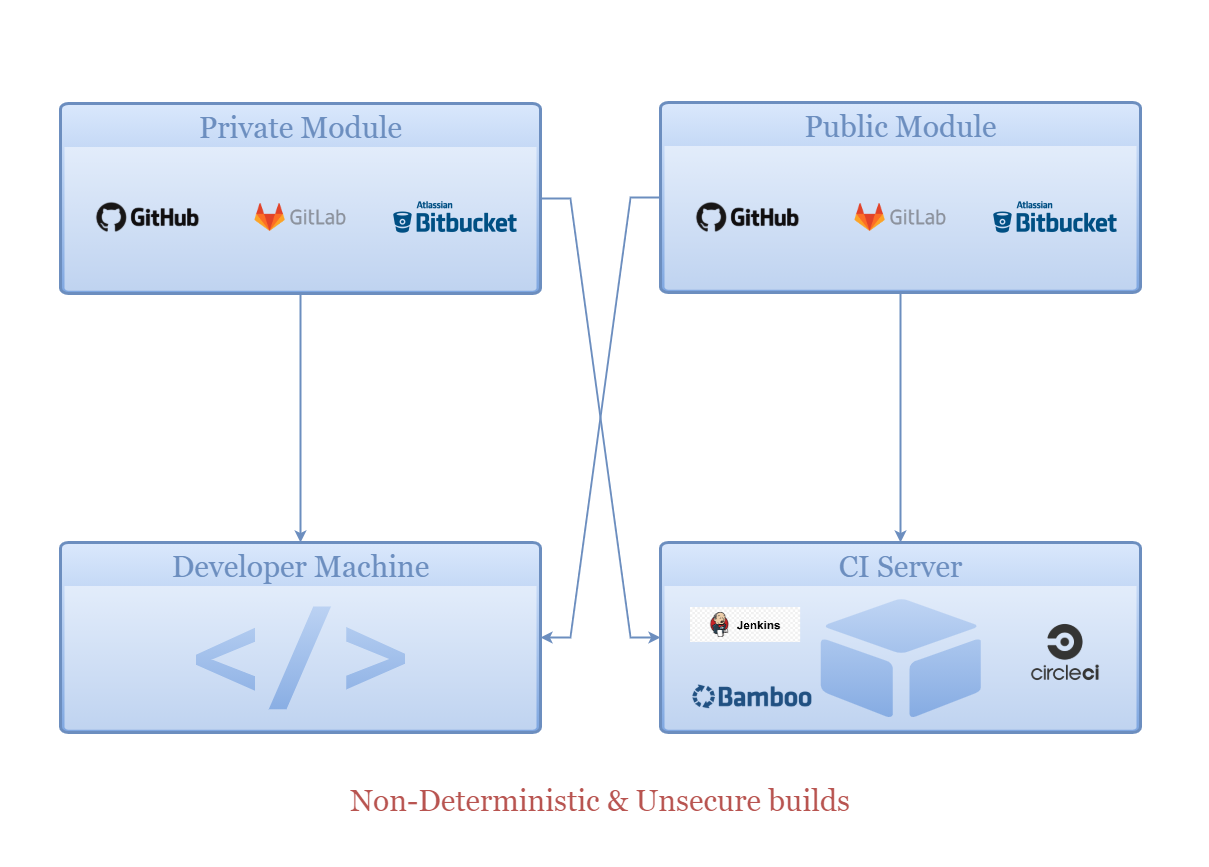 Private Module
Public Module
GitHub
GitLab
Atlassian
Bitbucket
GitHub
GitLab
Atlassian
Bitbucket
Developer Machine
CI Server
</>
Jenkins
circleci
Bamboo
Non-Deterministic & Unsecure builds